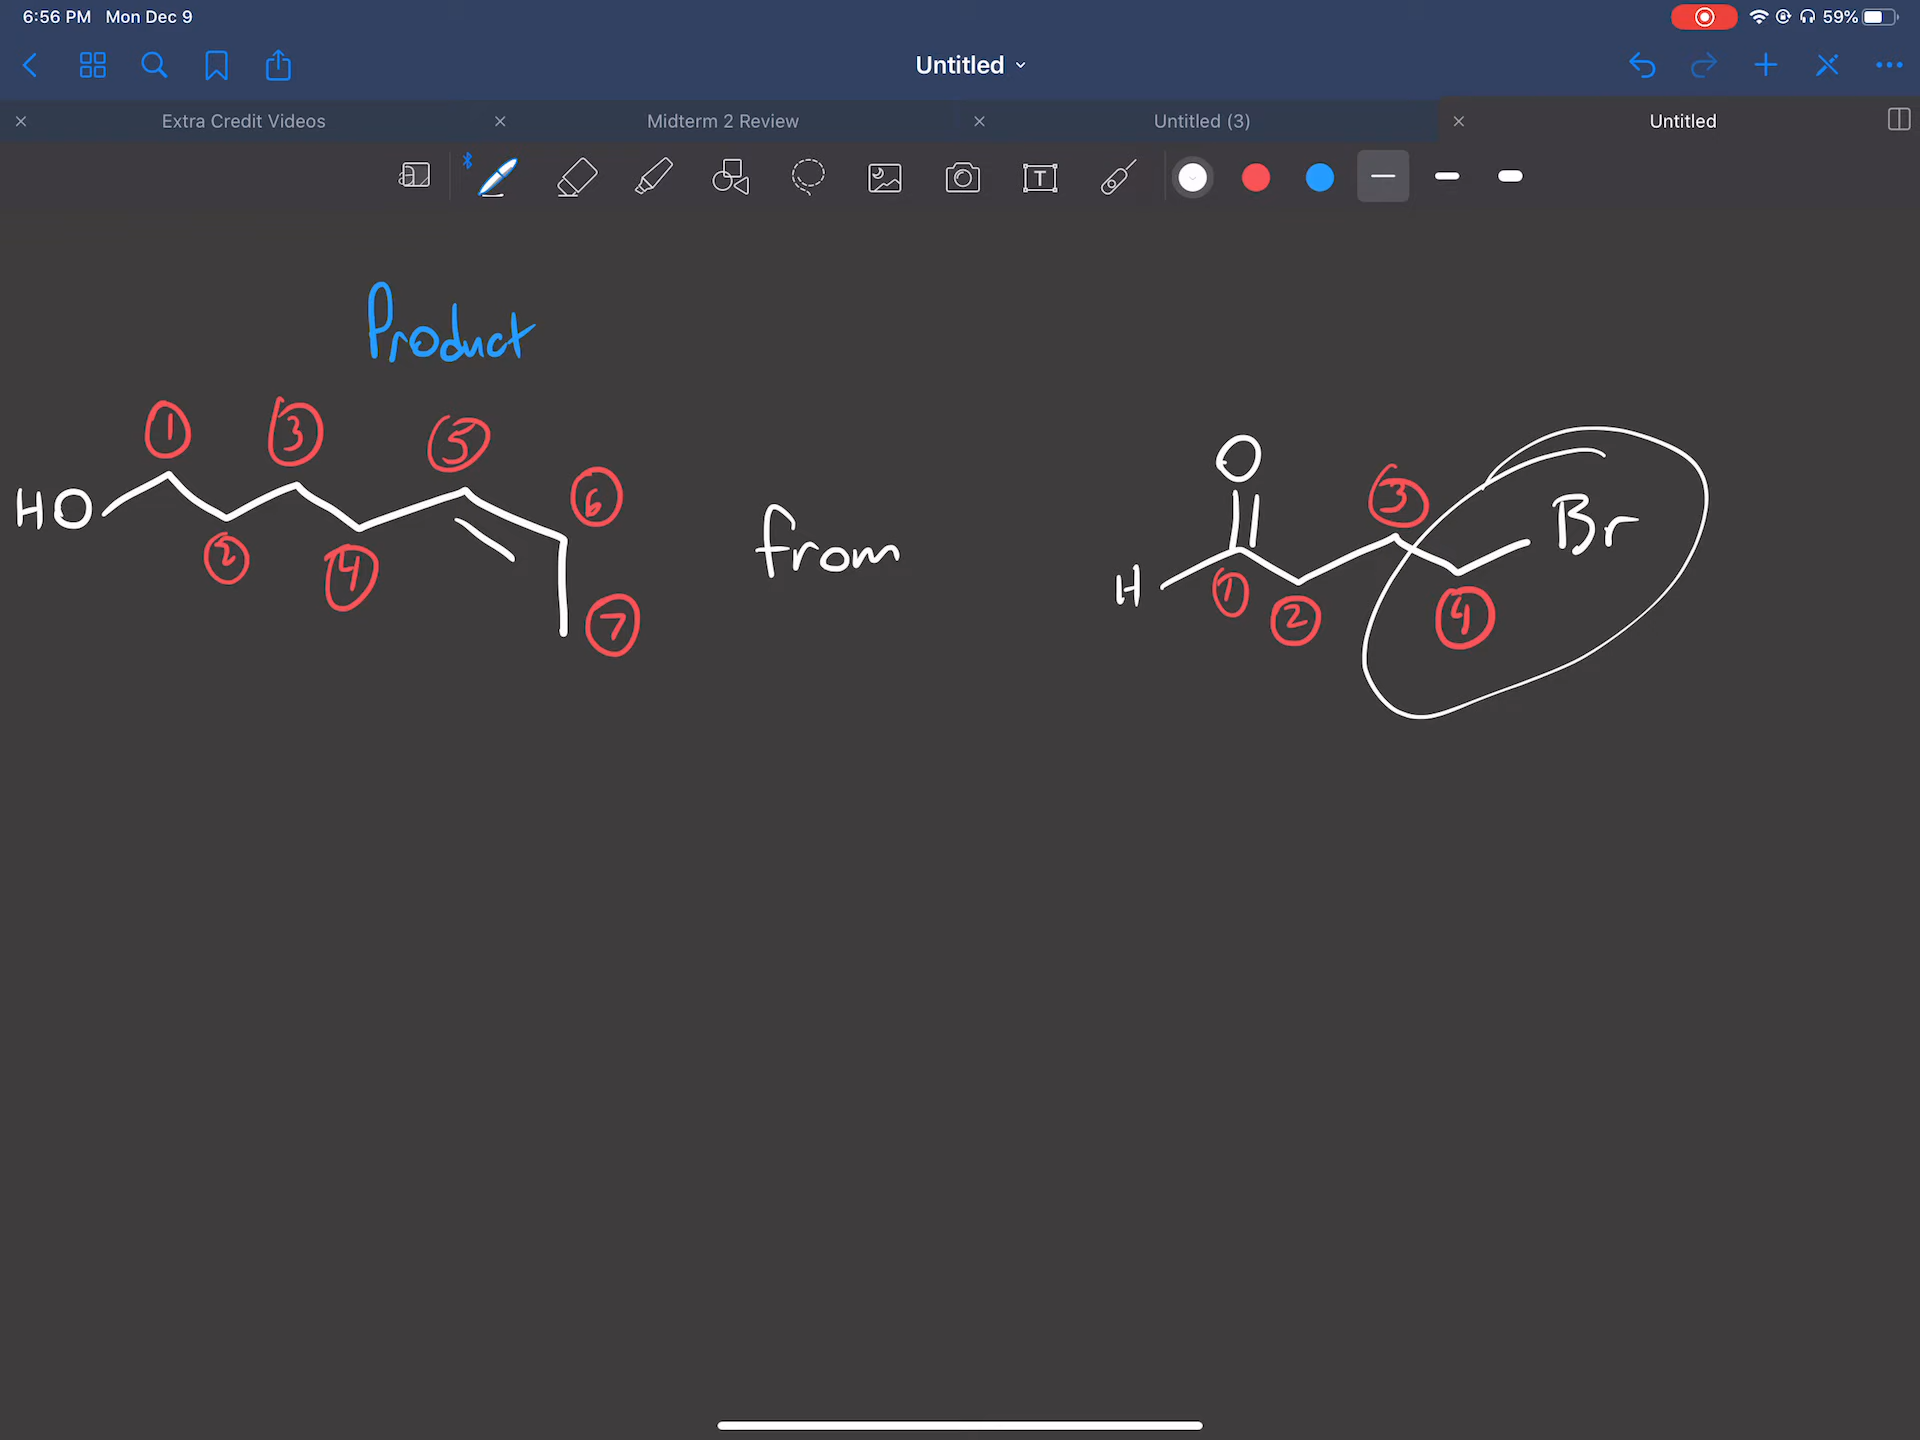 6:56 PM Mon Dec 9
59%
Untitled
Extra Credit Videos
Midterm 2 Review
Untitled (3)
Untitled
T
Product
1 3 5
HO
2 4
6
7
from
O
H
Br
1 2 3 4